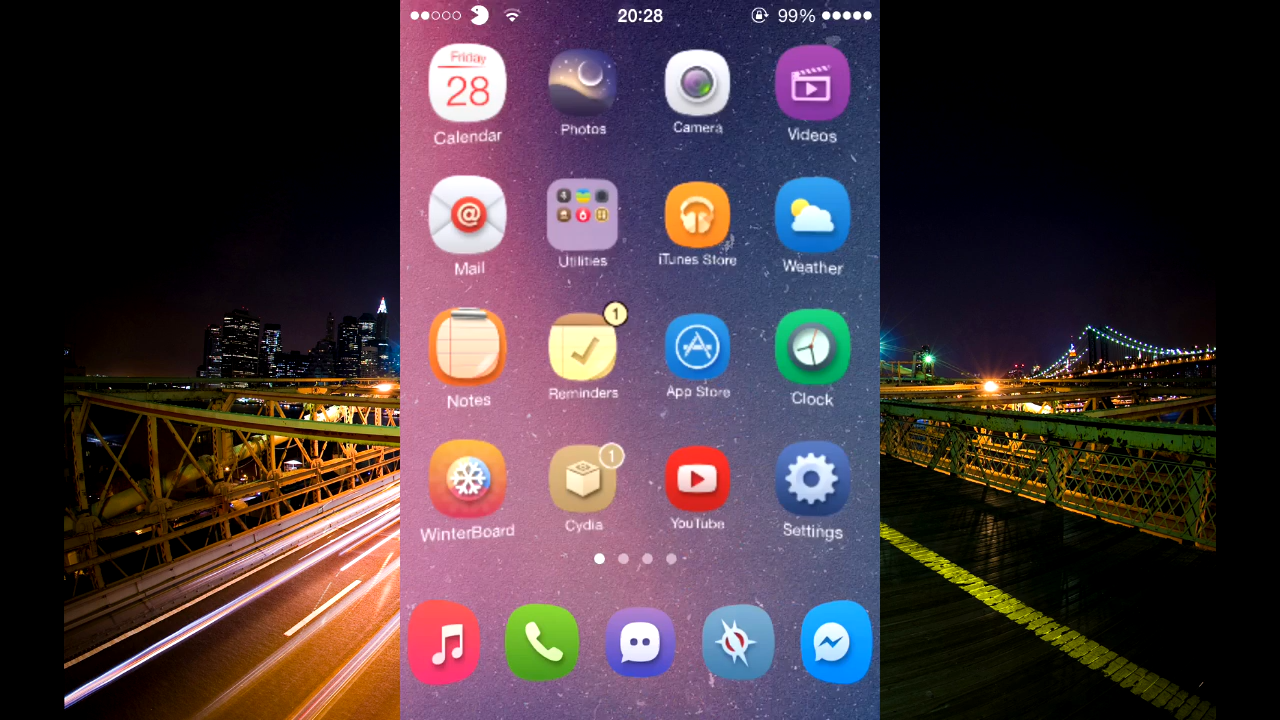 20:28
99%
Friday
28
Calendar
Photos
Camera
Videos
@
Mail
Utilities
iTunes Store
Weather
1
Notes
Reminders
App Store
Clock
1
WinterBoard
Cydia
YouTube
Settings